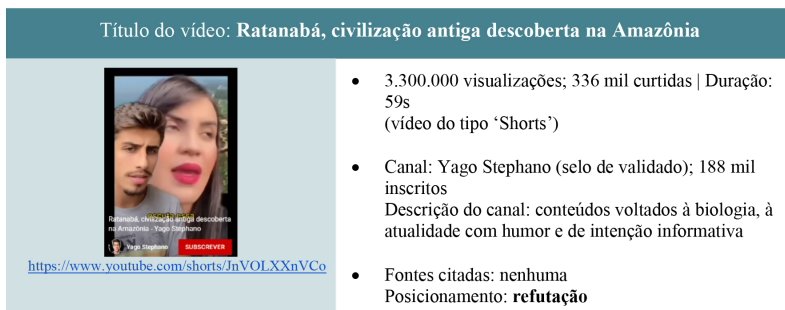 Título do vídeo: Ratanabá, civilização antiga descoberta na Amazônia
Ratanabá, civilização antiga descoberta
na Amazônia - Yago Stephano
Yago Stephano SUBSCREVER
https://www.youtube.com/shorts/JnVOLXXnVCo
• 3.300.000 visualizações; 336 mil curtidas | Duração:
59s
(vídeo do tipo ‘Shorts’)
• Canal: Yago Stephano (selo de validado); 188 mil
inscritos
Descrição do canal: conteúdos voltados à biologia, à
atualidade com humor e de intenção informativa
• Fontes citadas: nenhuma
Posicionamento: refutação